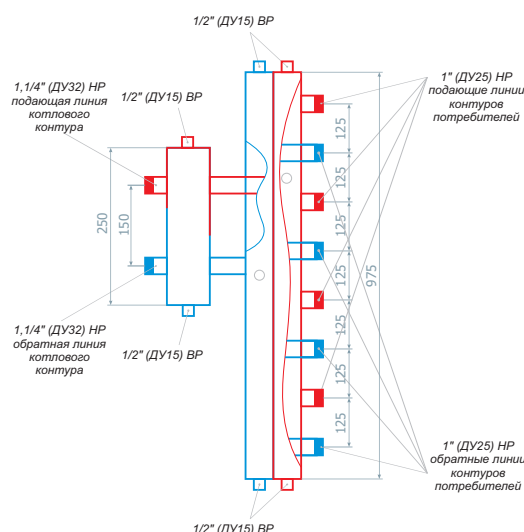 1/2" (ДУ15) ВР
1,1/4" (ДУ32) НР
подающая линия
котлового
контура
1/2" (ДУ15) ВР
1" (ДУ25) НР
подающие линии
контуров
потребителей
125
125
125
125
125
125
125
975
250
150
1,1/4" (ДУ32) НР
обратная линия
котлового
контура
1/2" (ДУ15) ВР
1" (ДУ25) НР
обратные линии
контуров
потребителей
1/2" (ДУ15) ВР